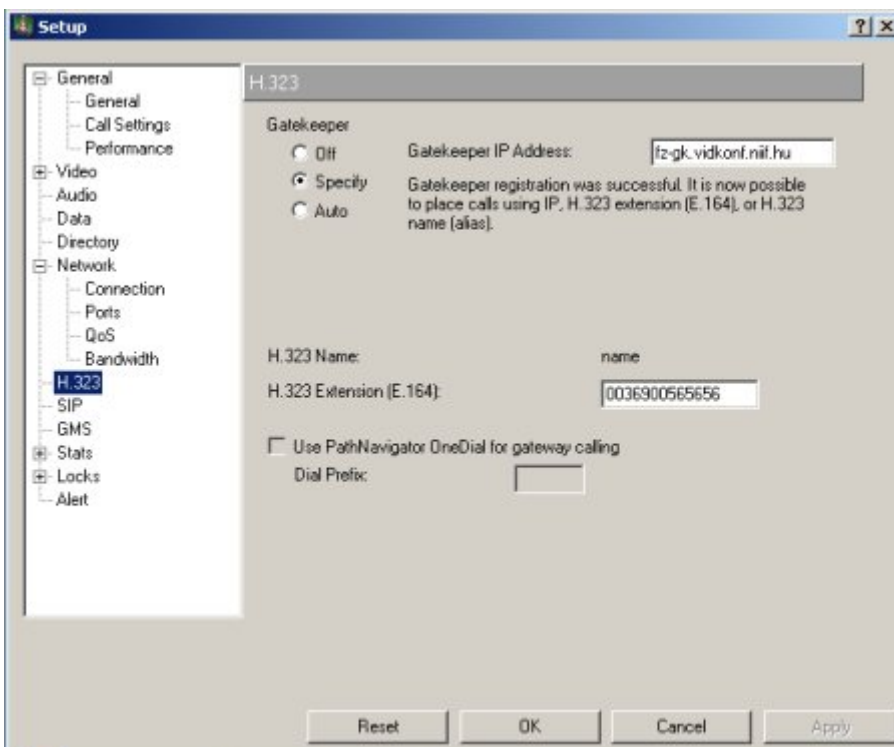 Setup
General
General
Call Settings
Performance
Video
Audio
Data
Directory
Network
Connection
Ports
QoS
Bandwidth
H.323
SIP
GMS
Stats
Locks
Alert
H.323
Gatekeeper
Off
Specify
Auto
Gatekeeper IP Address:
fz-gk.vidkonf.niif.hu
Gatekeeper registration was successful. It is now possible
to place calls using IP, H.323 extension (E.164), or H.323
name (alias).
H.323 Name:
name
H.323 Extension (E.164):
0036900565656
Use PathNavigator OneDial for gateway calling
Dial Prefix:
Reset
OK
Cancel
Apply